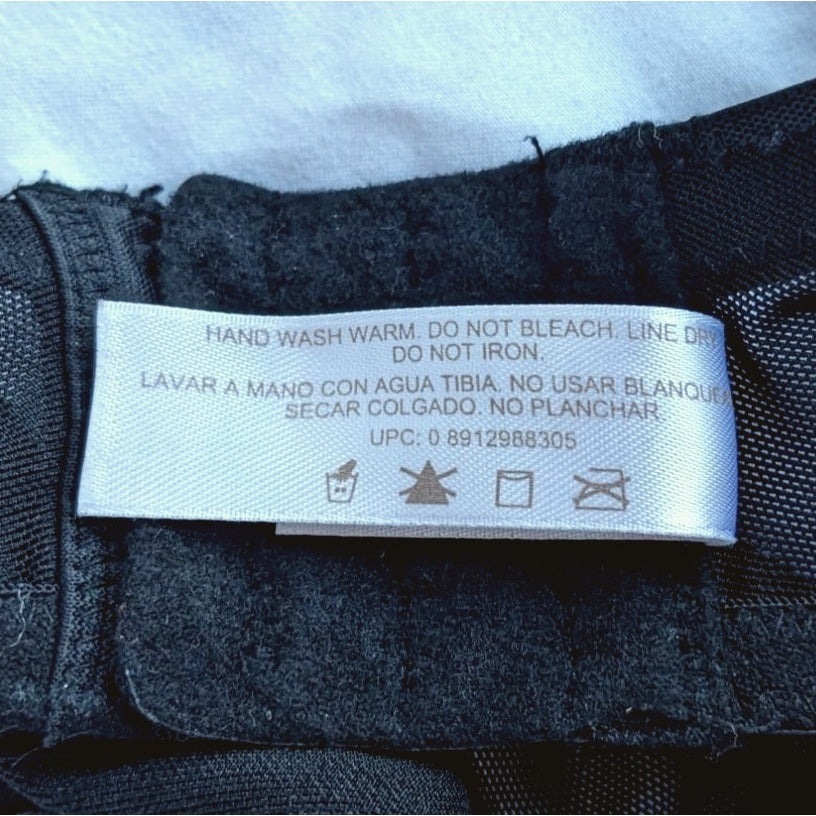 HAND WASH WARM. DO NOT BLEACH. LINE DRY
DO NOT IRON.
LAVAR A MANO CON AGUA TIBIA. NO USAR
SECAR COLGADO. NO PLANCHAR.
UPC: 0 8912988305